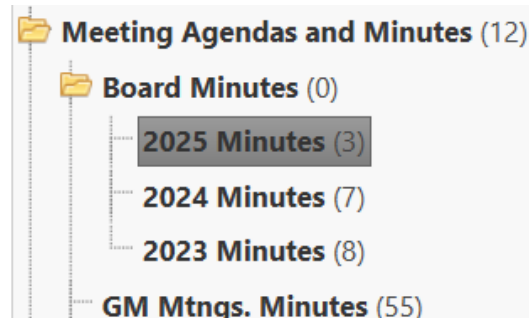 Meeting Agendas and Minutes (12)
Board Minutes (0)
2025 Minutes (3)
2024 Minutes (7)
2023 Minutes (8)
GM Mtngs. Minutes (55)